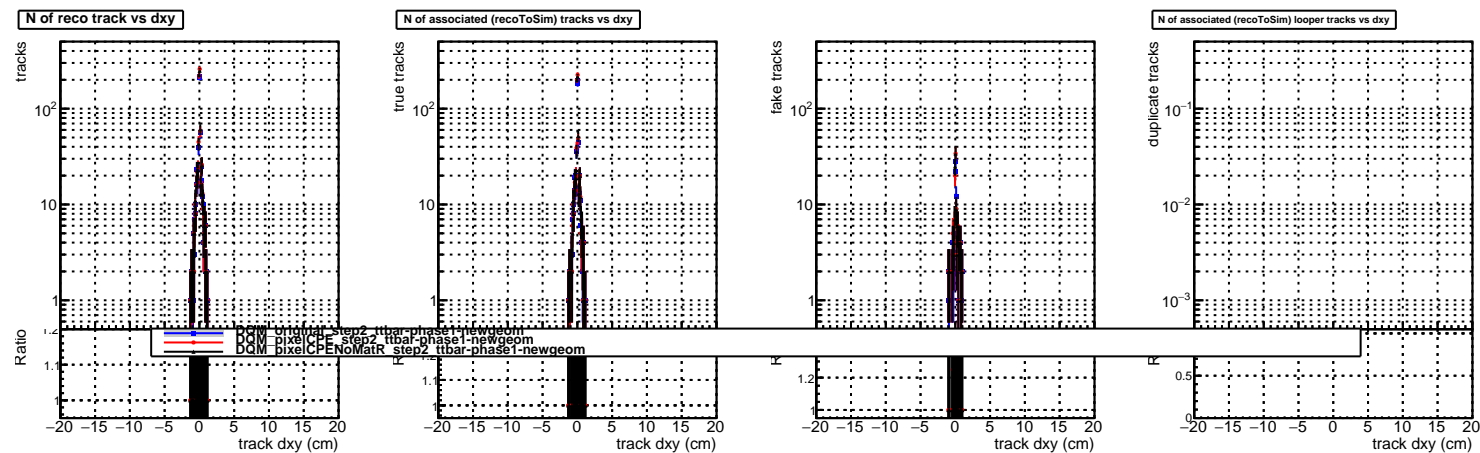 N of reco track vs dxy
tracks
10²
10
1
Ratio
1.2
1.1
1
−20 −15 −10 −5 0 5 10 15 20
track dxy (cm)
N of associated (recoToSim) tracks vs dxy
true tracks
10²
10
1
1.1
1
−20 −15 −10 −5 0 5 10 15 20
track dxy (cm)
fake tracks
10²
10
1
1.2
1
−20 −15 −10 −5 0 5 10 15 20
track dxy (cm)
N of associated (recoToSim) looper tracks vs dxy
duplicate tracks
10⁻¹
10⁻²
10⁻³
0.5
0
−20 −15 −10 −5 0 5 10 15 20
track dxy (cm)
DQM_original_step2_ttbar-phase1-newgeom
DQM_pixelCPE_step2_ttbar-phase1-newgeom
DQM_pixelCPENoMatR_step2_ttbar-phase1-newgeom